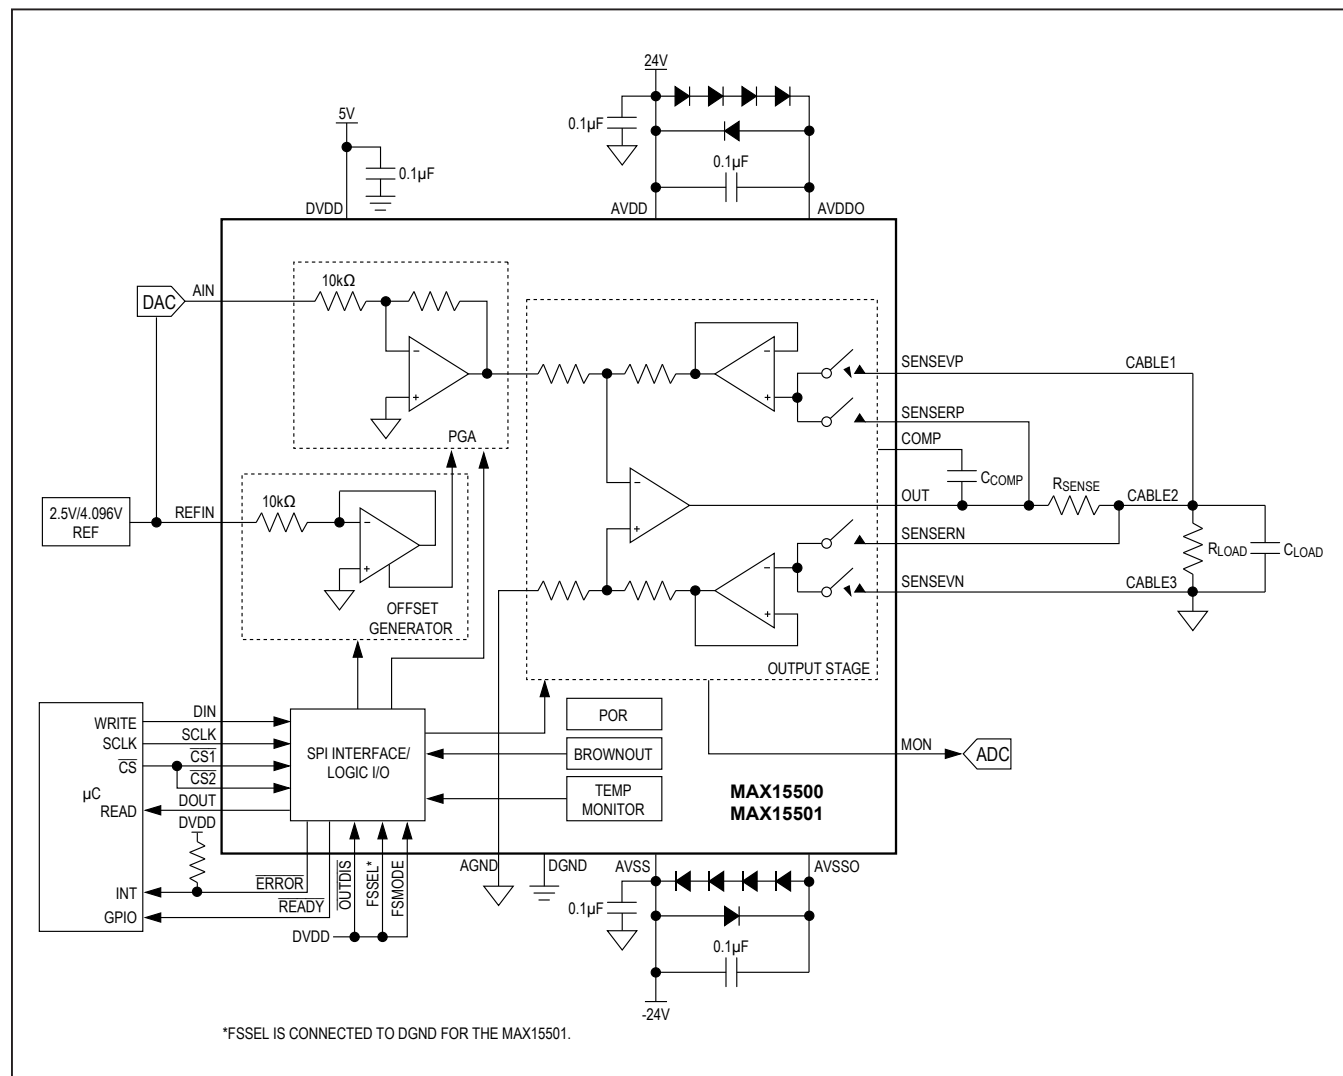 24V
0.1µF
5V
0.1µF
0.1µF
DVDD
AVDD
AVDDO
10kΩ
AIN
DAC
SENSEVP
CABLE1
SENSERP
PGA
COMP
CCOMP
RSENSE
10kΩ
2.5V/4.096V
REF
REFIN
OUT
CABLE2
SENSERN
RLOAD
CLOAD
SENSEVN
CABLE3
OFFSET
GENERATOR
OUTPUT STAGE
DIN
WRITE
SCLK
SCLK
CS
CS1
CS2
µC
READ
DOUT
DVDD
SPI INTERFACE/
LOGIC I/O
POR
BROWNOUT
TEMP
MONITOR
MON
ADC
MAX15500
MAX15501
AGND
DGND
AVSS
AVSSO
INT
ERROR
GPIO
READY
OUTDIS
FSSEL*
FSMODE
DVDD
0.1µF
0.1µF
-24V
*FSSEL IS CONNECTED TO DGND FOR THE MAX15501.